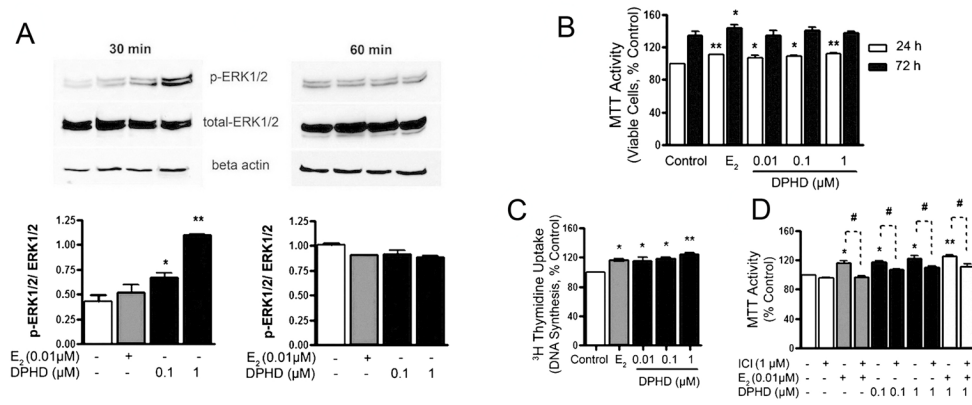 A
30 min
60 min
p-ERK1/2
total-ERK1/2
beta actin
p-ERK1/2/ ERK1/2
1.25
1.00
0.75
0.50
0.25
0.00
*
**
E2 (0.01µM) - + - -
DPHD (µM) - - 0.1 1
p-ERK1/2/ ERK1/2
1.25
1.00
0.75
0.50
0.25
0.00
E2 (0.01µM) - + - -
DPHD (µM) - - 0.1 1
B
MTT Activity
(Viable Cells, % Control)
160
120
80
40
0
** * * * **
24 h
72 h
Control E2 0.01 0.1 1
DPHD (µM)
C
3H Thymidine Uptake
(DNA Synthesis, % Control)
160
120
80
40
0
* * * **
Control E2 0.01 0.1 1
DPHD (µM)
D
MTT Activity
(% Control)
200
160
120
80
40
0
# # # #
* * * **
ICI (1 µM) - + - + - + - + - +
E2 (0.01µM) - - + + - - - - + +
DPHD (µM) - - - - 0.1 0.1 1 1 1 1